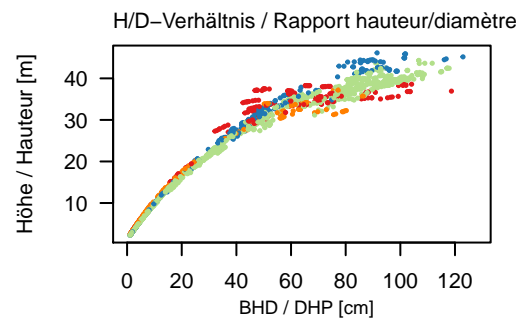 H/D−Verhältnis / Rapport hauteur/diamètre
Höhe / Hauteur [m]
40
30
20
10
0 20 40 60 80 100 120
BHD / DHP [cm]